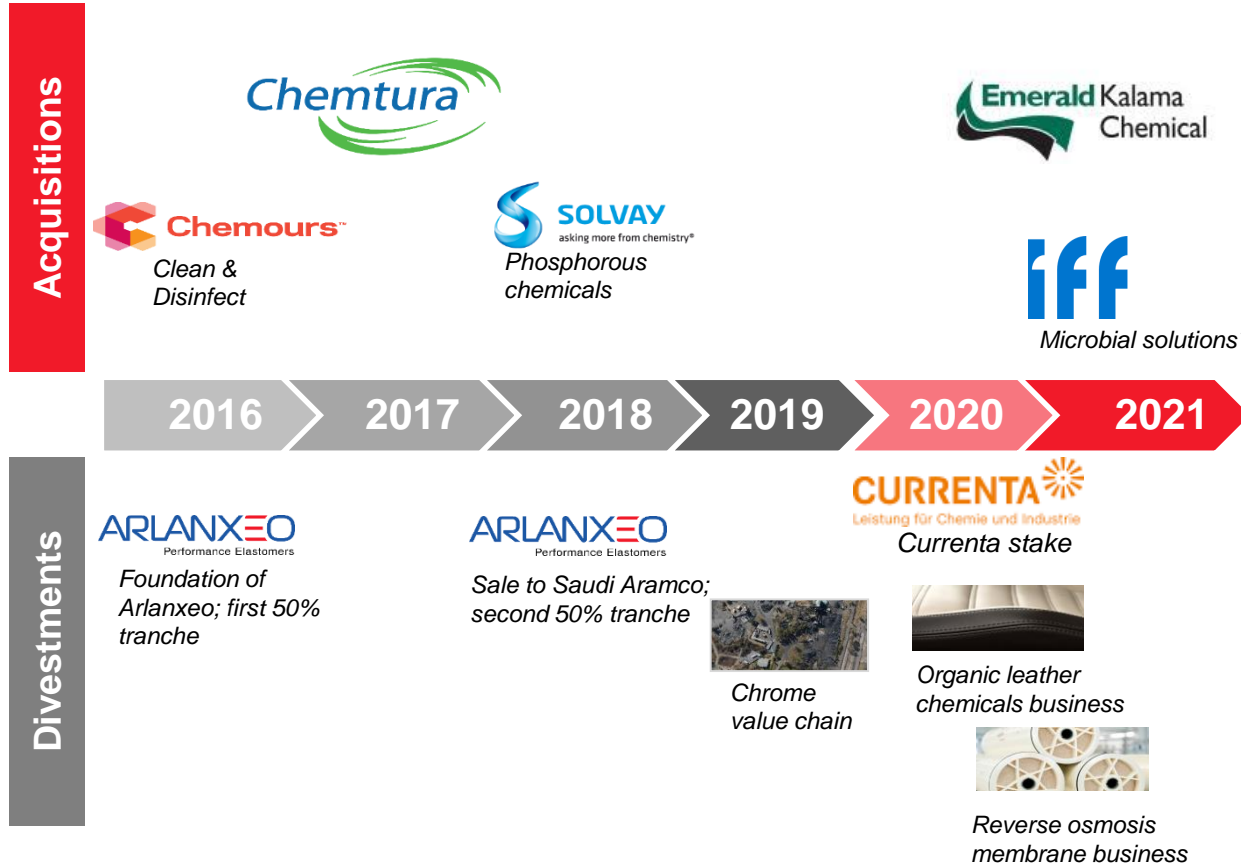 Acquisitions
Chemtura
Emerald Kalama
Chemical
Chemours™
Clean &
Disinfect
SOLVAY
asking more from chemistry®
Phosphorous
chemicals
iff
Microbial solutions
2016
2017
2018
2019
2020
2021
Divestments
ARLANXEO
Performance Elastomers
Foundation of
Arlanxeo; first 50%
tranche
ARLANXEO
Performance Elastomers
Sale to Saudi Aramco;
second 50% tranche
Chrome
value chain
CURRENTA
Leistung für Chemie und Industrie
Currenta stake
Organic leather
chemicals business
Reverse osmosis
membrane business